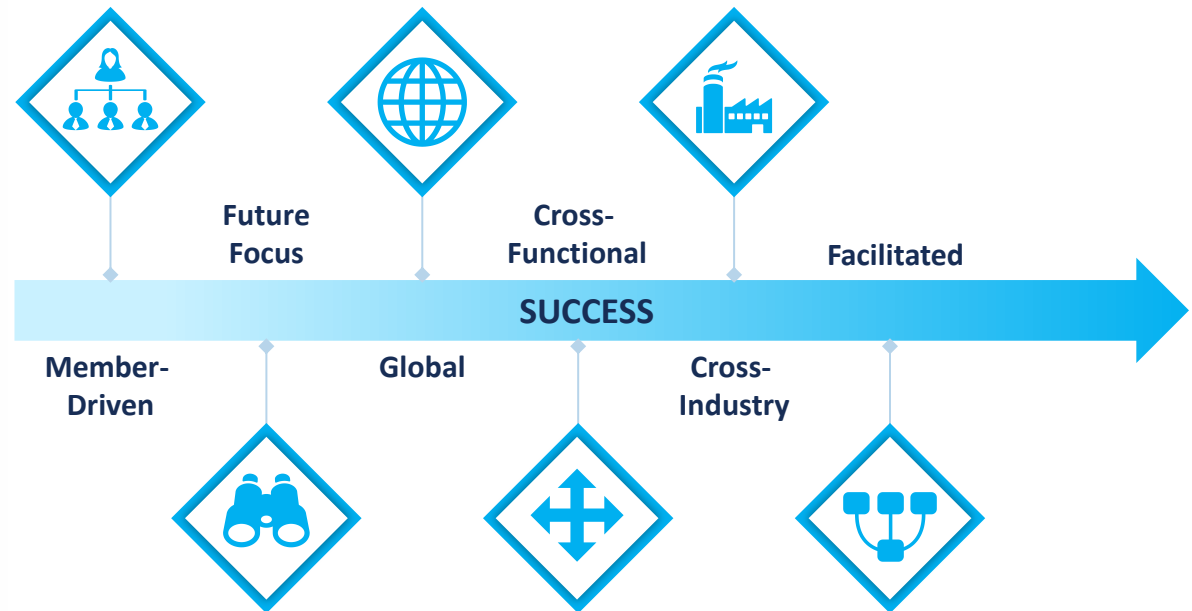 Future
Focus
Cross-
Functional
Facilitated
SUCCESS
Member-
Driven
Global
Cross-
Industry